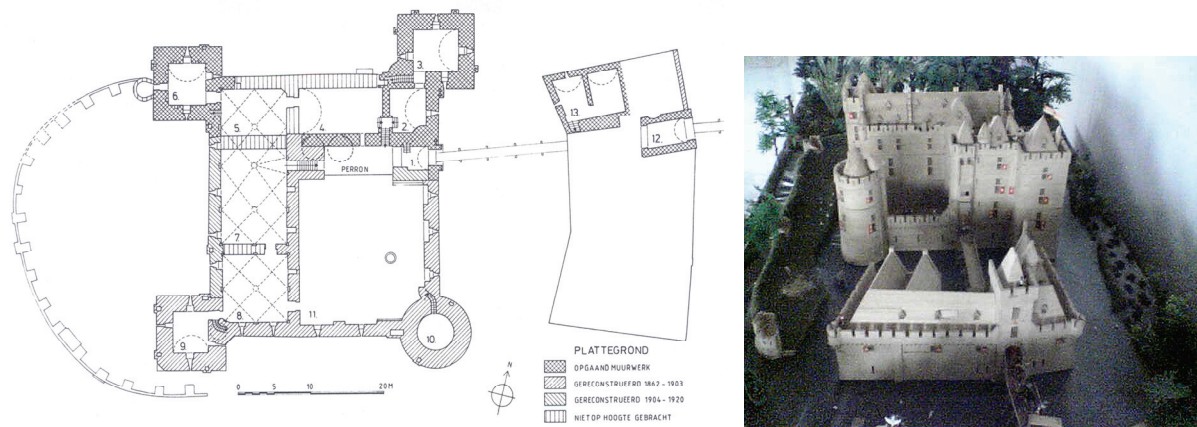 3.
6.
5.
4
2
13
12.
1
PERRON
7
7
8
11.
9.
10.
N
0 5 10 20 M
PLATTEGROND
OPGAAND MUURWERK
GERECONSTRUEERD 1862-1903
GERECONSTRUEERD 1904-1920
NIET OP HOOGTE GEBRACHT